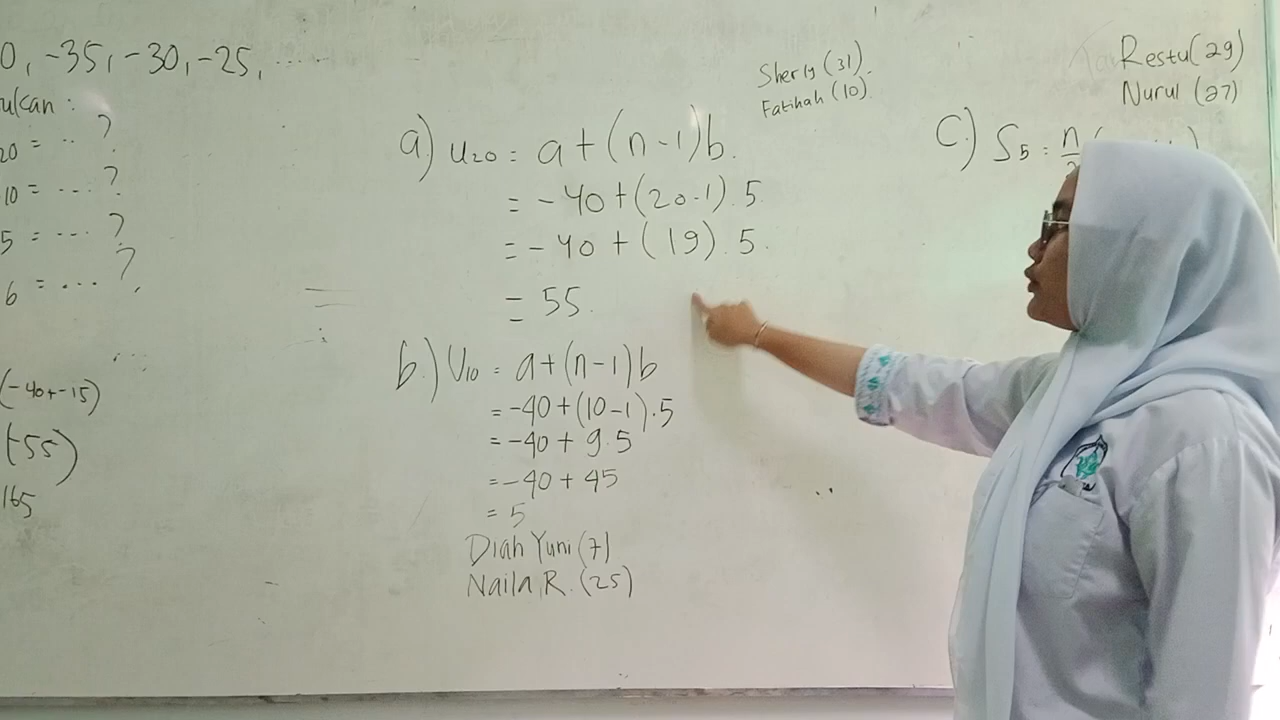 0, -35, -30, -25, ......
ulkan :
20 = .. ?
10 = .... ?
5 = .... ?
6 = ... ?
(-40+-15)
(-55)
165
Sherly (31).
Fatihah (10).
a) U20 = a + (n-1)b.
= -40 + (20-1). 5
= -40 + (19). 5.
= 55.
b.) U10 = a + (n-1)b
= -40 + (10-1).5
= -40 + 9.5
= -40 + 45
= 5
Diah Yuni (7)
Naila R. (25)
Restu (29)
Nurul (27)
C.) S5 = n